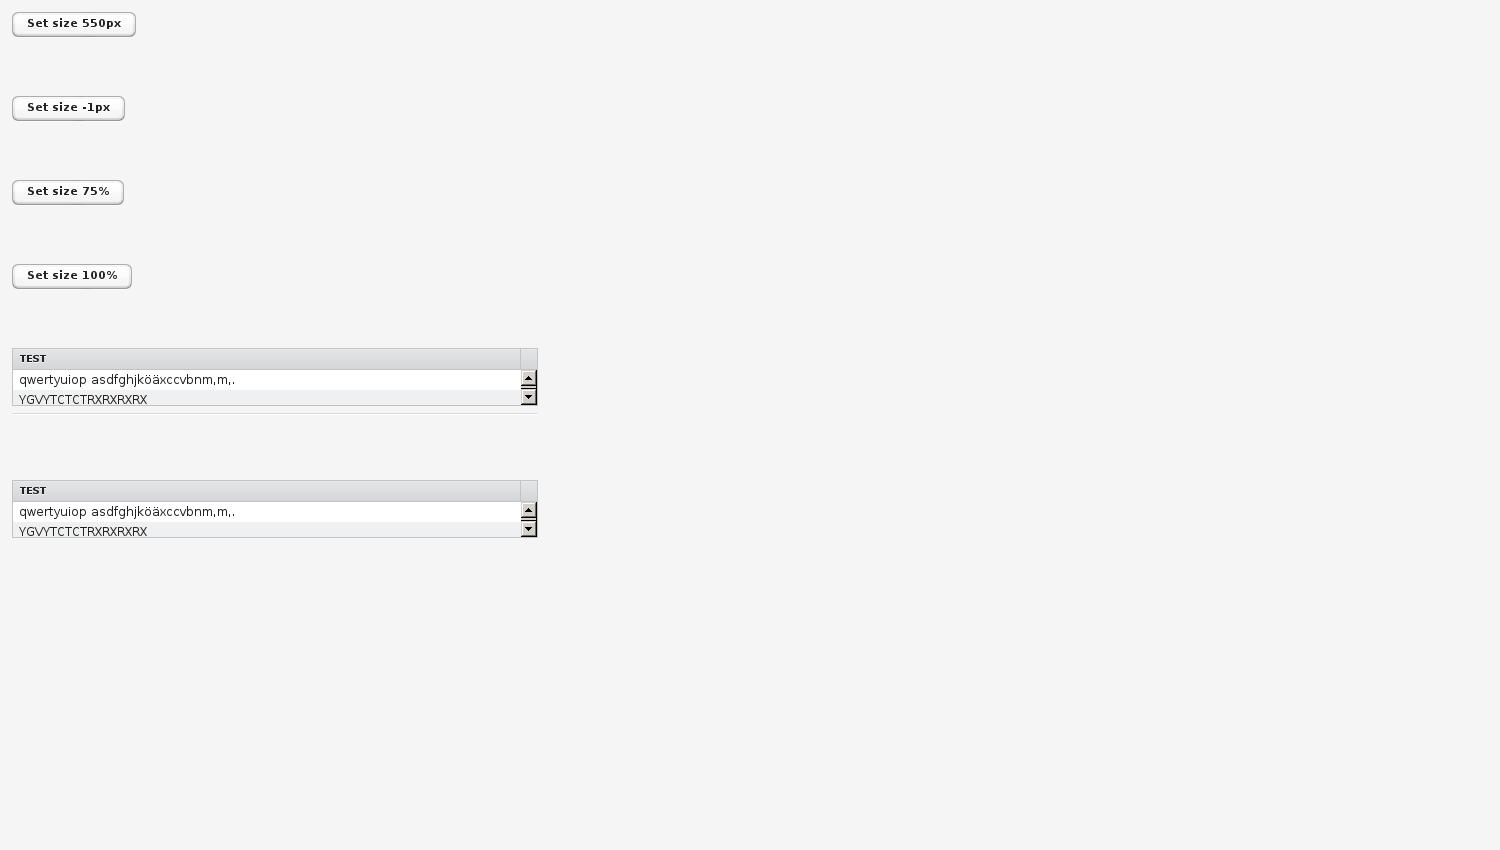 Set size 550px
Set size -1px
Set size 75%
Set size 100%
TEST
qwertyuiop asdfghjköäxccvbnm,m,.
YGVYTCTCTRXRXRXRX
TEST
qwertyuiop asdfghjköäxccvbnm,m,.
YGVYTCTCTRXRXRXRX